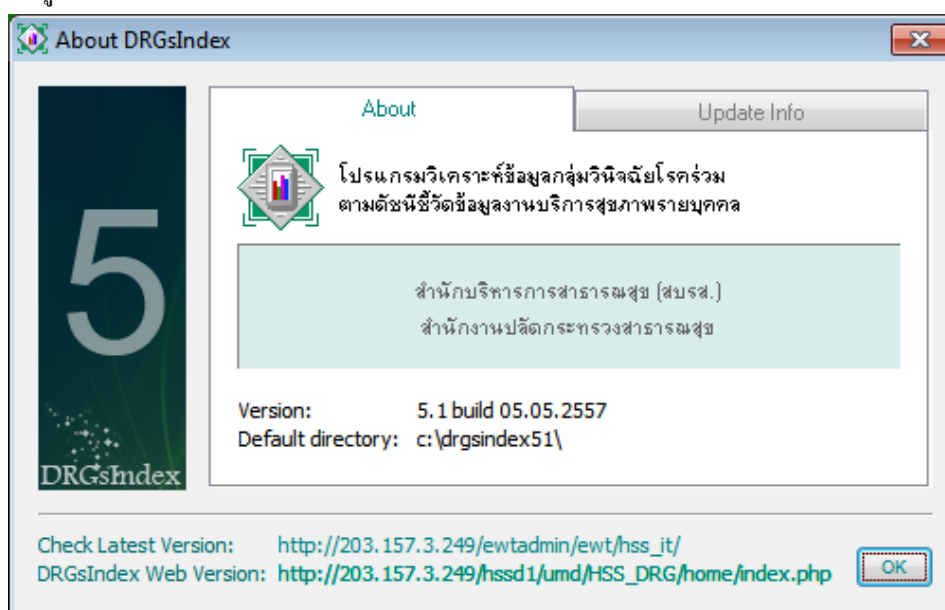 About DRGsIndex
About
Update Info
โปรแกรมวิเคราะห์ข้อมูลกลุ่มวินิจฉัยโรคร่วม
ตามดัชนีชี้วัดข้อมูลงานบริการสุขภาพรายบุคคล
5
สำนักบริหารการสาธารณสุข (สบรส.)
สำนักงานปลัดกระทรวงสาธารณสุข
Version: 5.1 build 05.05.2557
Default directory: c:\drgsindex51\
DRGsIndex
Check Latest Version: http://203.157.3.249/ewtadmin/ewt/hss_it/
DRGsIndex Web Version: http://203.157.3.249/hssd1/umd/HSS_DRG/home/index.php
OK